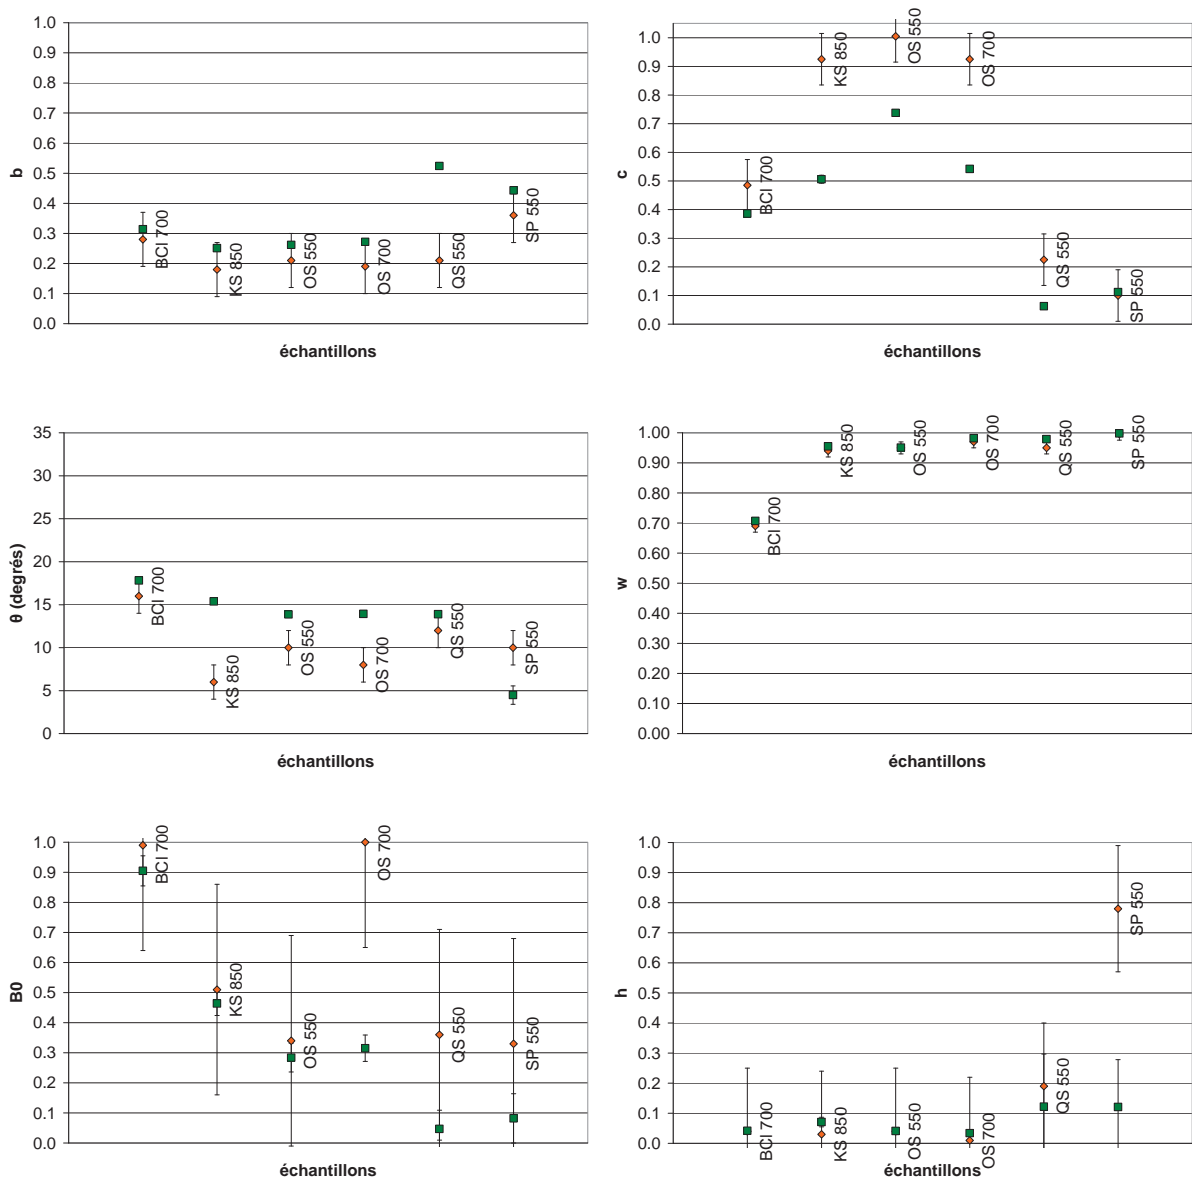 1.0
0.9
0.8
0.7
0.6
0.5
0.4
0.3
0.2
0.1
0.0
b
BCI 700
KS 850
OS 550
OS 700
QS 550
SP 550
échantillons
1.0
0.9
0.8
0.7
0.6
0.5
0.4
0.3
0.2
0.1
0.0
c
BCI 700
KS 850
OS 550
OS 700
QS 550
SP 550
échantillons
35
30
25
20
15
10
5
0
θ (degrés)
BCI 700
KS 850
OS 550
OS 700
QS 550
SP 550
échantillons
1.00
0.90
0.80
0.70
0.60
0.50
0.40
0.30
0.20
0.10
0.00
w
BCI 700
KS 850
OS 550
OS 700
QS 550
SP 550
échantillons
1.0
0.9
0.8
0.7
0.6
0.5
0.4
0.3
0.2
0.1
0.0
B0
BCI 700
KS 850
OS 550
OS 700
QS 550
SP 550
échantillons
1.0
0.9
0.8
0.7
0.6
0.5
0.4
0.3
0.2
0.1
0.0
h
BCI 700
KS 850
OS 550
OS 700
QS 550
SP 550
échantillons